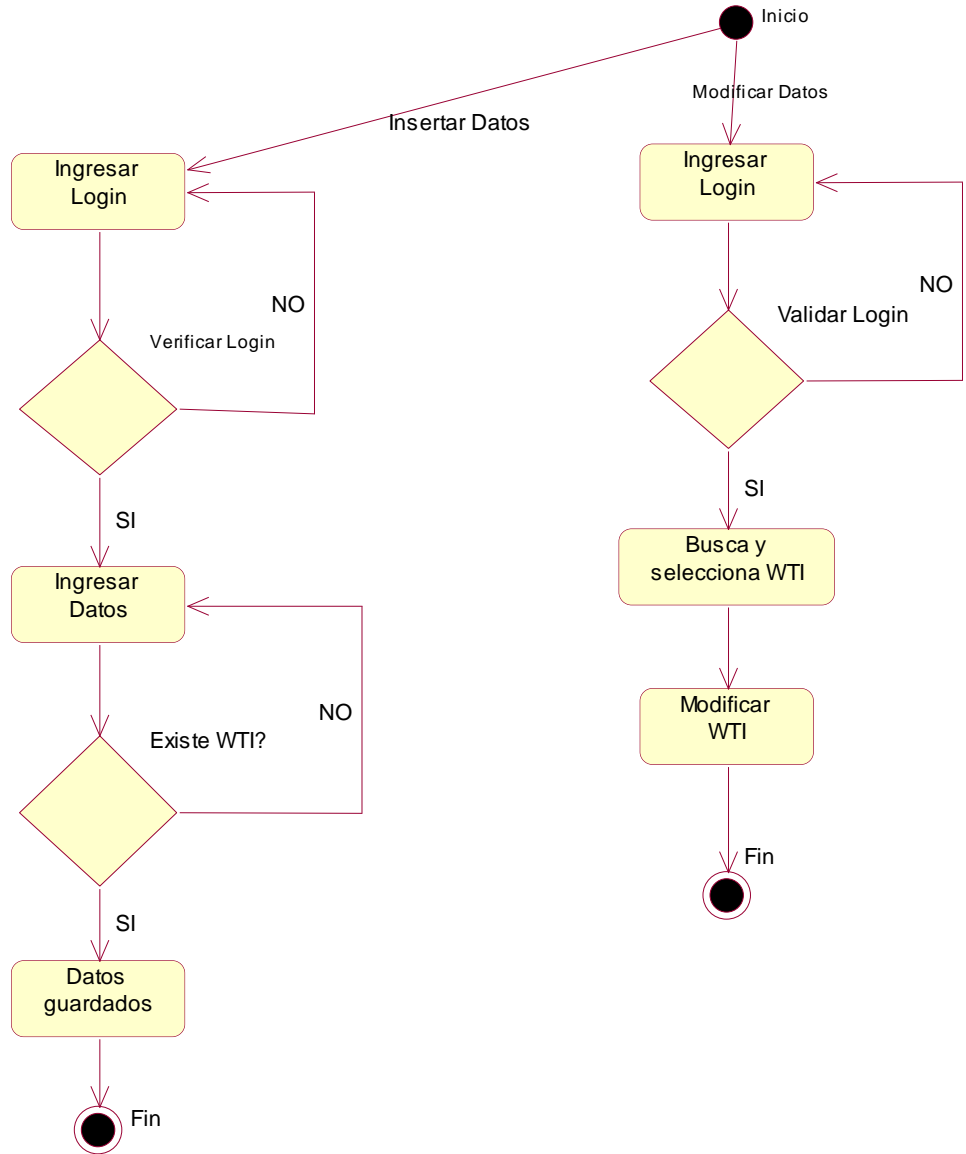 Inicio
Modificar Datos
Insertar Datos
Ingresar
Login
NO
Verificar Login
SI
Ingresar
Datos
NO
Existe WTI?
SI
Datos
guardados
Fin
Ingresar
Login
NO
Validar Login
SI
Busca y
selecciona WTI
Modificar
WTI
Fin